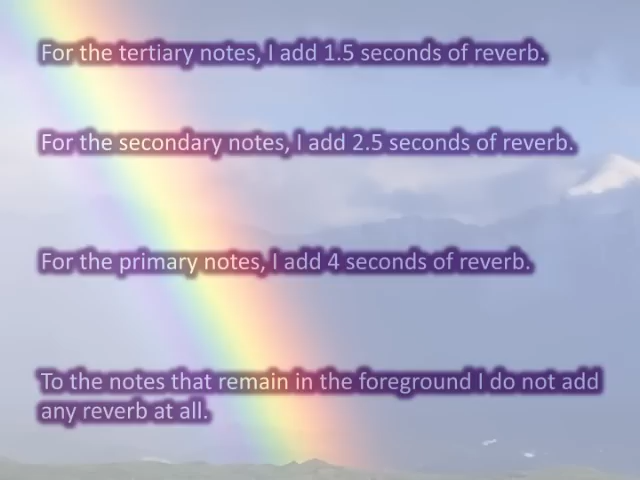 For the tertiary notes, I add 1.5 seconds of reverb.
For the secondary notes, I add 2.5 seconds of reverb.
For the primary notes, I add 4 seconds of reverb.
To the notes that remain in the foreground I do not add
any reverb at all.